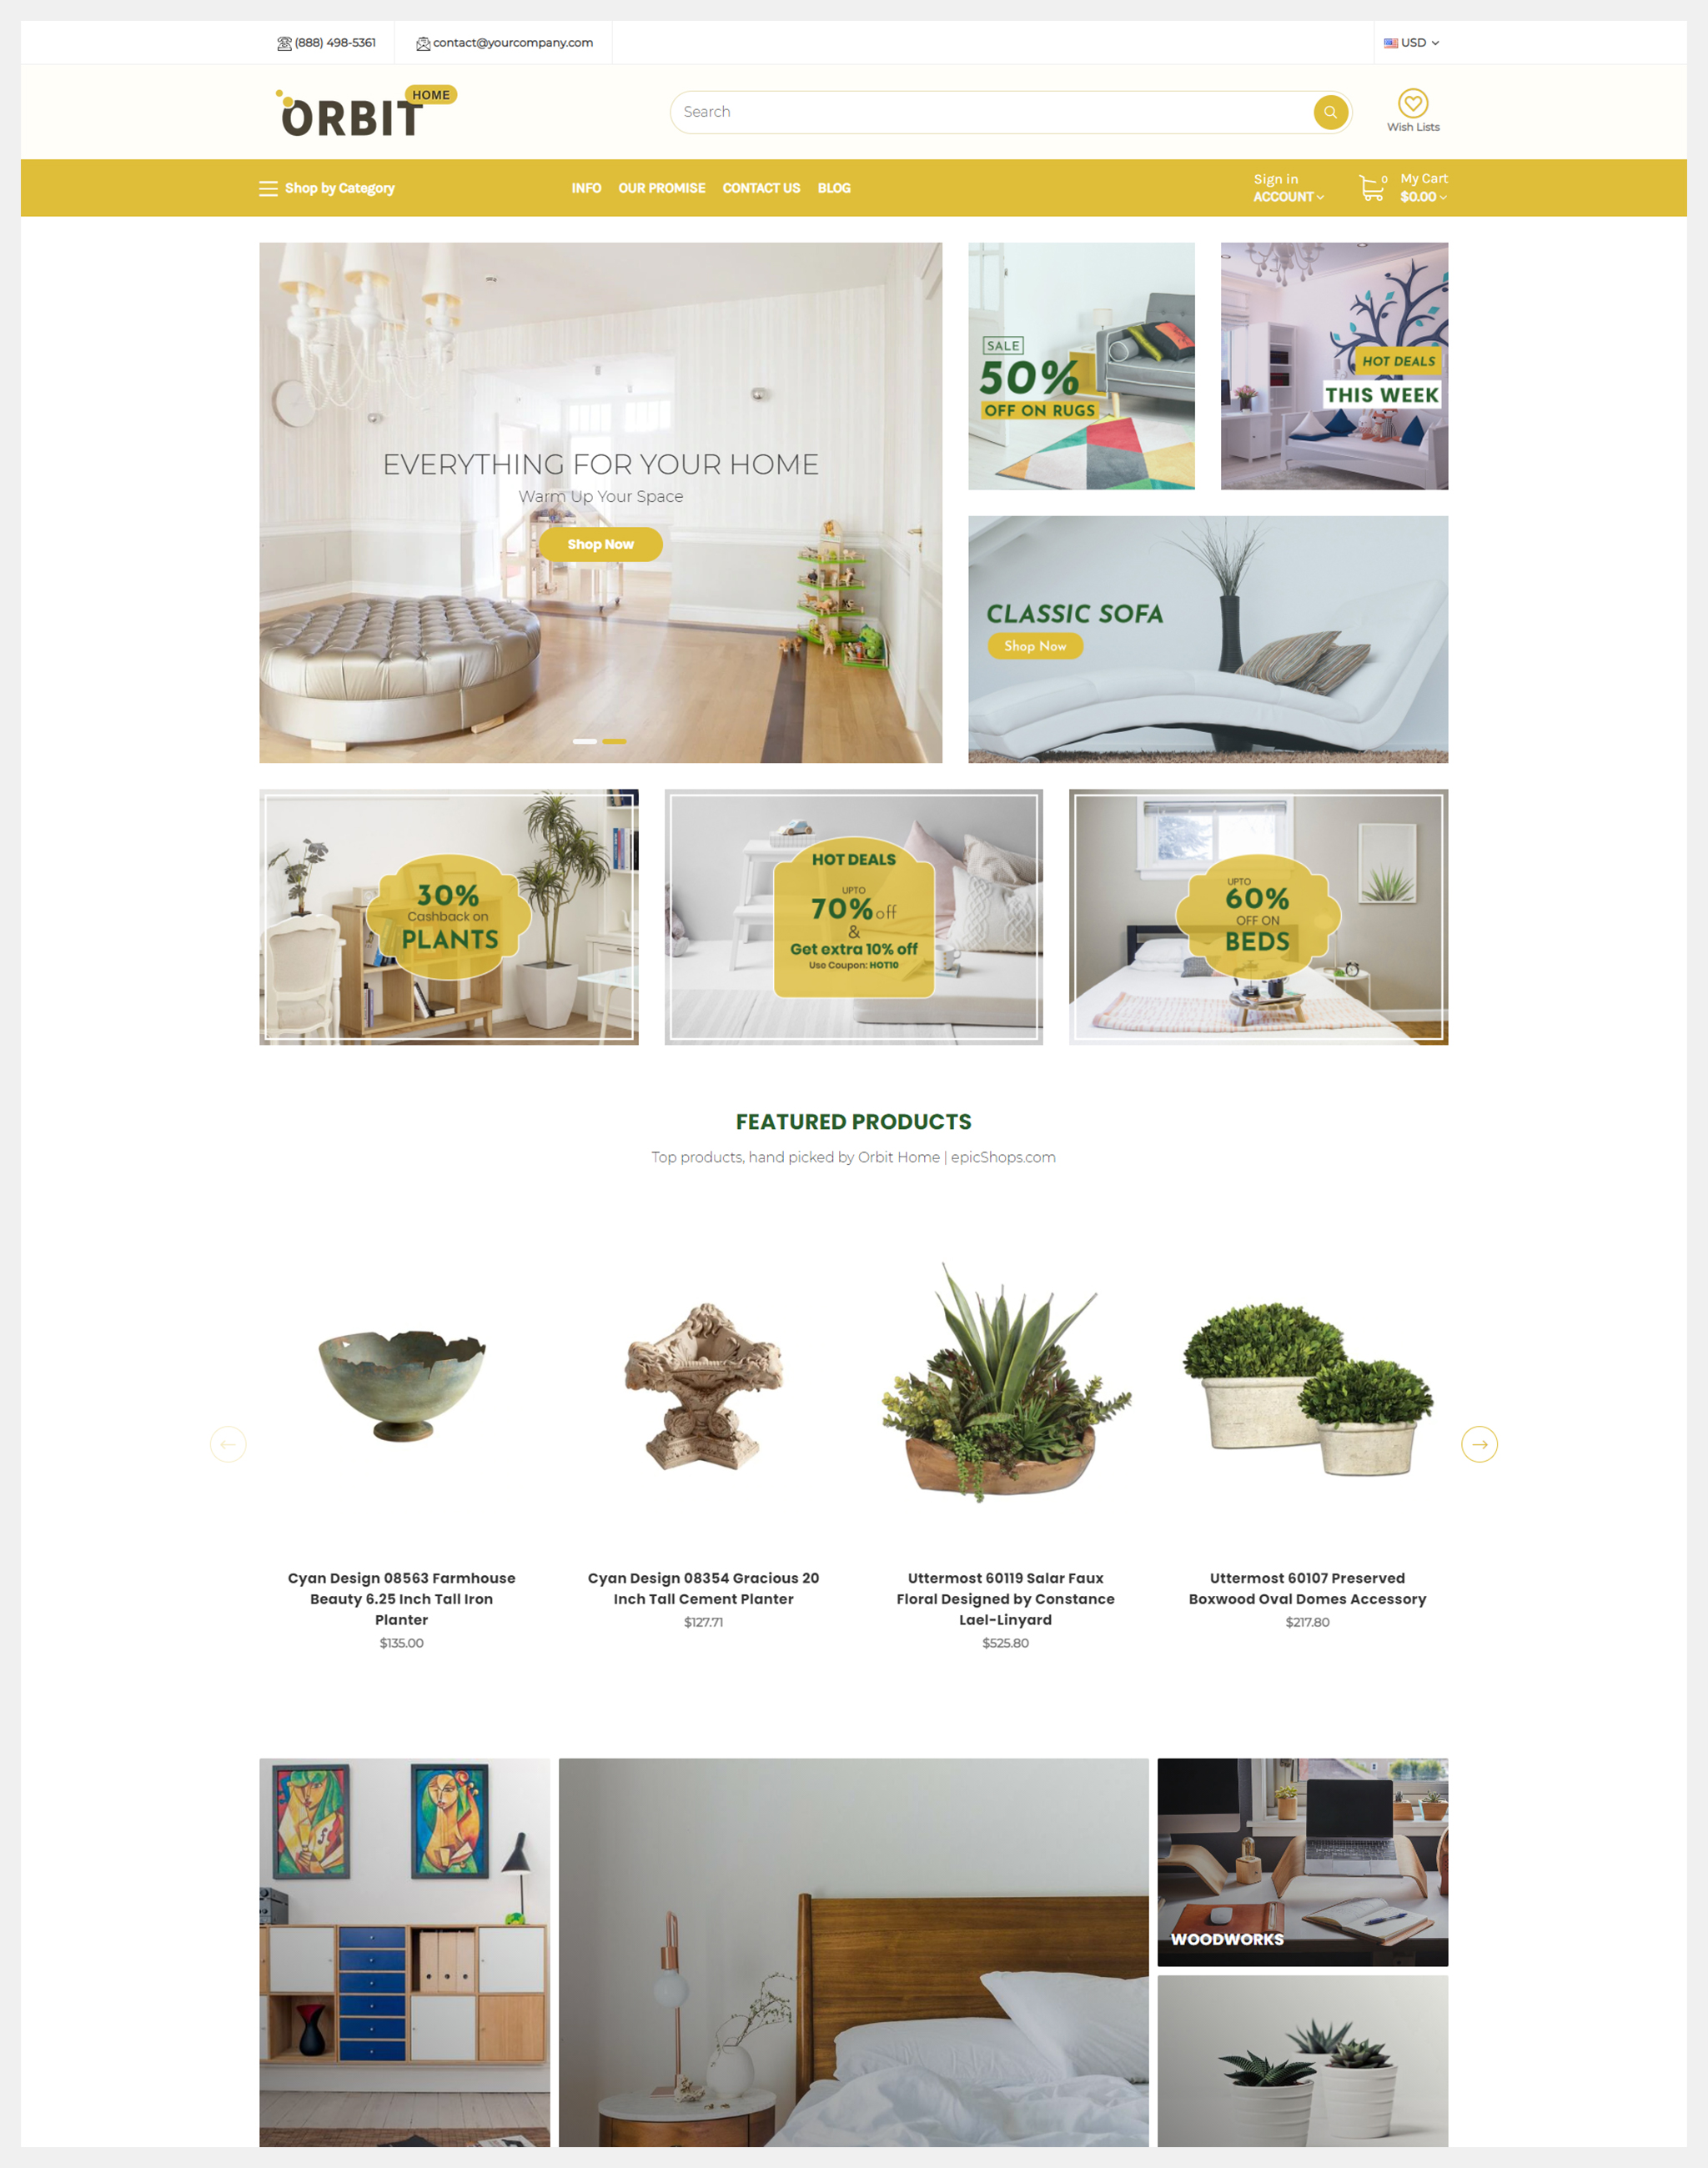 (888) 498-5361
contact@yourcompany.com
USD
ORBIT HOME
Search
Wish Lists
Shop by Category
INFO
OUR PROMISE
CONTACT US
BLOG
Sign in
ACCOUNT
0
My Cart
$0.00
EVERYTHING FOR YOUR HOME
Warm Up Your Space
Shop Now
SALE
50%
OFF ON RUGS
HOT DEALS
THIS WEEK
CLASSIC SOFA
Shop Now
30%
Cashback on
PLANTS
HOT DEALS
UPTO
70% off
&
Get extra 10% off
Use Coupon: HOT10
UPTO
60%
OFF ON
BEDS
FEATURED PRODUCTS
Top products, hand picked by Orbit Home | epicShops.com
Cyan Design 08563 Farmhouse
Beauty 6.25 Inch Tall Iron
Planter
$135.00
Cyan Design 08354 Gracious 20
Inch Tall Cement Planter
$127.71
Uttermost 60119 Salar Faux
Floral Designed by Constance
Lael-Linyard
$525.80
Uttermost 60107 Preserved
Boxwood Oval Domes Accessory
$217.80
WOODWORKS